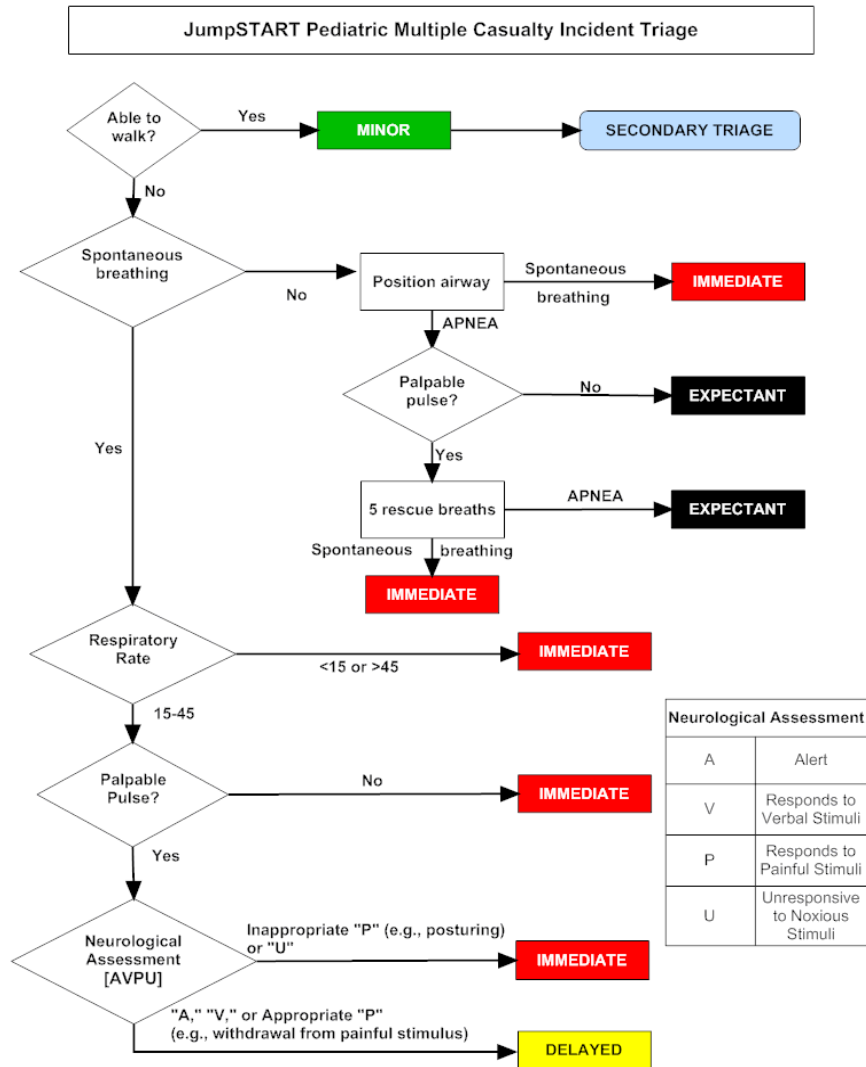 JumpSTART Pediatric Multiple Casualty Incident Triage
Able to
walk?
Yes
MINOR
SECONDARY TRIAGE
No
Spontaneous
breathing
No
Position airway
Spontaneous
breathing
IMMEDIATE
APNEA
Palpable
pulse?
No
EXPECTANT
Yes
Yes
5 rescue breaths
APNEA
EXPECTANT
Spontaneous breathing
IMMEDIATE
Respiratory
Rate
<15 or >45
IMMEDIATE
15-45
Palpable
Pulse?
No
IMMEDIATE
Yes
Neurological
Assessment
[AVPU]
Inappropriate "P" (e.g., posturing)
or "U"
IMMEDIATE
"A," "V," or Appropriate "P"
(e.g., withdrawal from painful stimulus)
DELAYED
Neurological Assessment
A Alert
V Responds to
Verbal Stimuli
P Responds to
Painful Stimuli
U Unresponsive
to Noxious
Stimuli